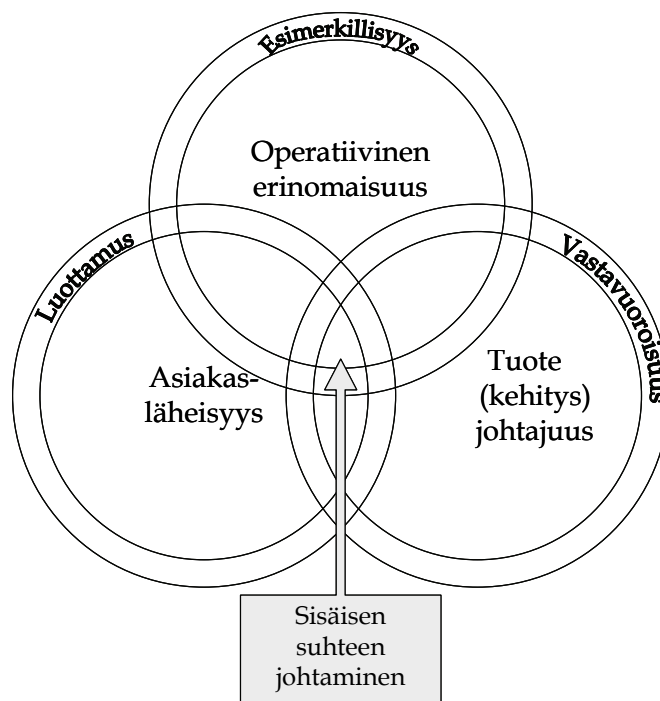 Esimerkillisyys
Operatiivinen
erinomaisuus
Luottamus
Vastavuoroisuus
Asiakas-
läheisyys
Tuote
(kehitys)
johtajuus
Sisäisen
suhteen
johtaminen